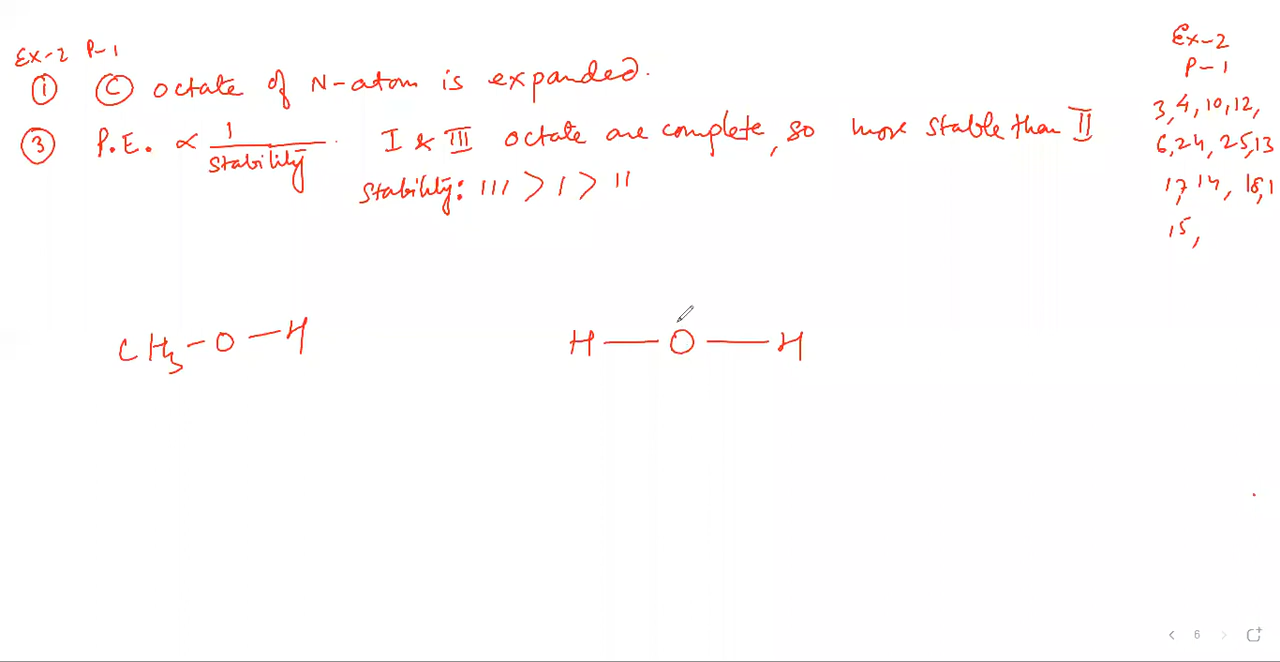 Ex-2 P-1
① Ⓒ octate of N-atom is expanded.
③ P.E. ∝ 1/stability. I & III octate are complete, so more stable than II
stability: III > I > II
Ex-2
P-1
3, 4, 10, 12,
6, 24, 25, 13
17, 14, 18, 1
15,
CH₃-O-H
H-O-H
6